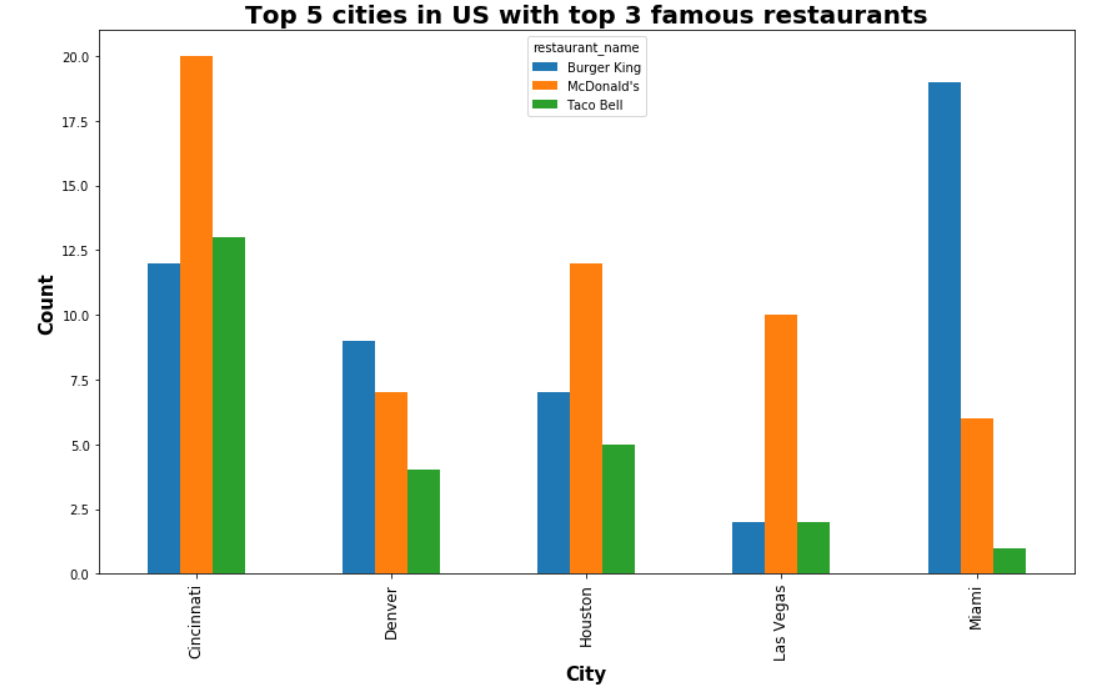 Top 5 cities in US with top 3 famous restaurants
restaurant_name
Burger King
McDonald's
Taco Bell
20.0
17.5
15.0
12.5
10.0
7.5
5.0
2.5
0.0
Count
Cincinnati
Denver
Houston
Las Vegas
Miami
City